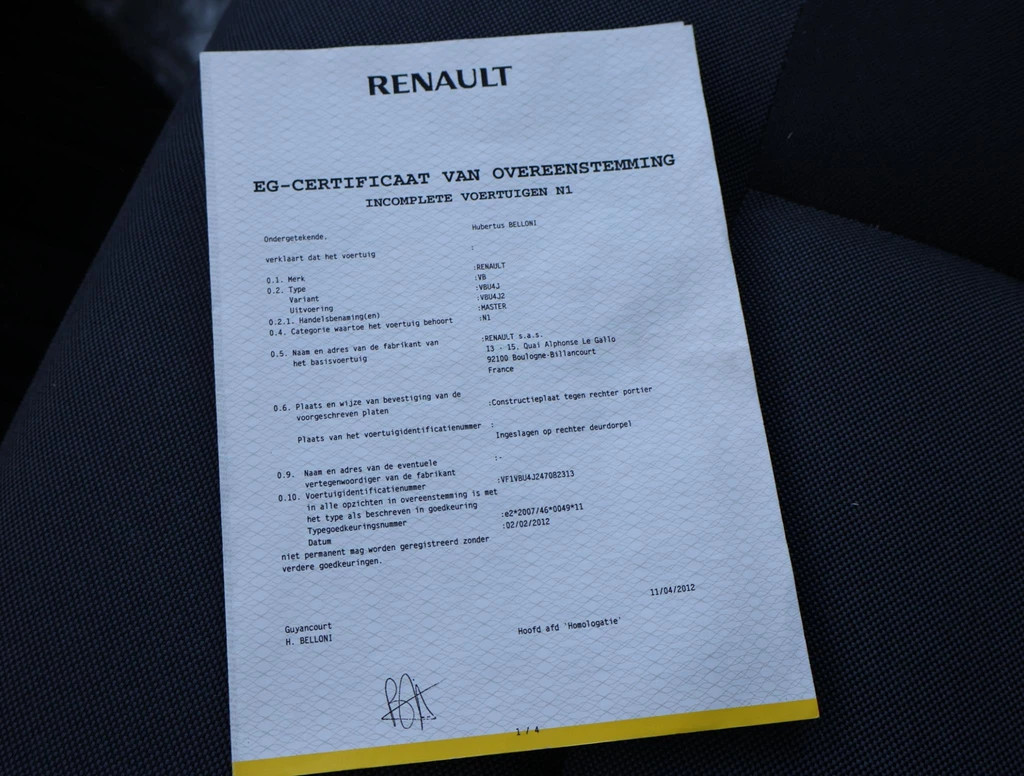 RENAULT
EG-CERTIFICAAT VAN OVEREENSTEMMING
INCOMPLETE VOERTUIGEN N1
Ondergetekende. Hubertus BELLONI
verklaart dat het voertuig :
0.1. Merk :RENAULT
0.2. Type :VB
Variant :VBU4J
Uitvoering :VBU4J2
0.2.1. Handelsbenaming(en) :MASTER
0.4. Categorie waartoe het voertuig behoort :N1
0.5. Naam en adres van de fabrikant van :RENAULT s.a.s.
het basisvoertuig 13 - 15, Quai Alphonse Le Gallo
92100 Boulogne-Billancourt
France
0.6. Plaats en wijze van bevestiging van de :Constructieplaat tegen rechter portier
voorgeschreven platen
Plaats van het voertuigidentificatienummer :
Ingeslagen op rechter deurdorpel
0.9. Naam en adres van de eventuele :-
vertegenwoordiger van de fabrikant
0.10. Voertuigidentificatienummer :VF1VBU4J247082313
in alle opzichten in overeenstemming is met
het type als beschreven in goedkeuring
Typegoedkeuringsnummer :e2*2007/46*0049*11
Datum :02/02/2012
niet permanent mag worden geregistreerd zonder
verdere goedkeuringen.
11/04/2012
Guyancourt Hoofd afd 'Homologatie'
H. BELLONI
1 / 4